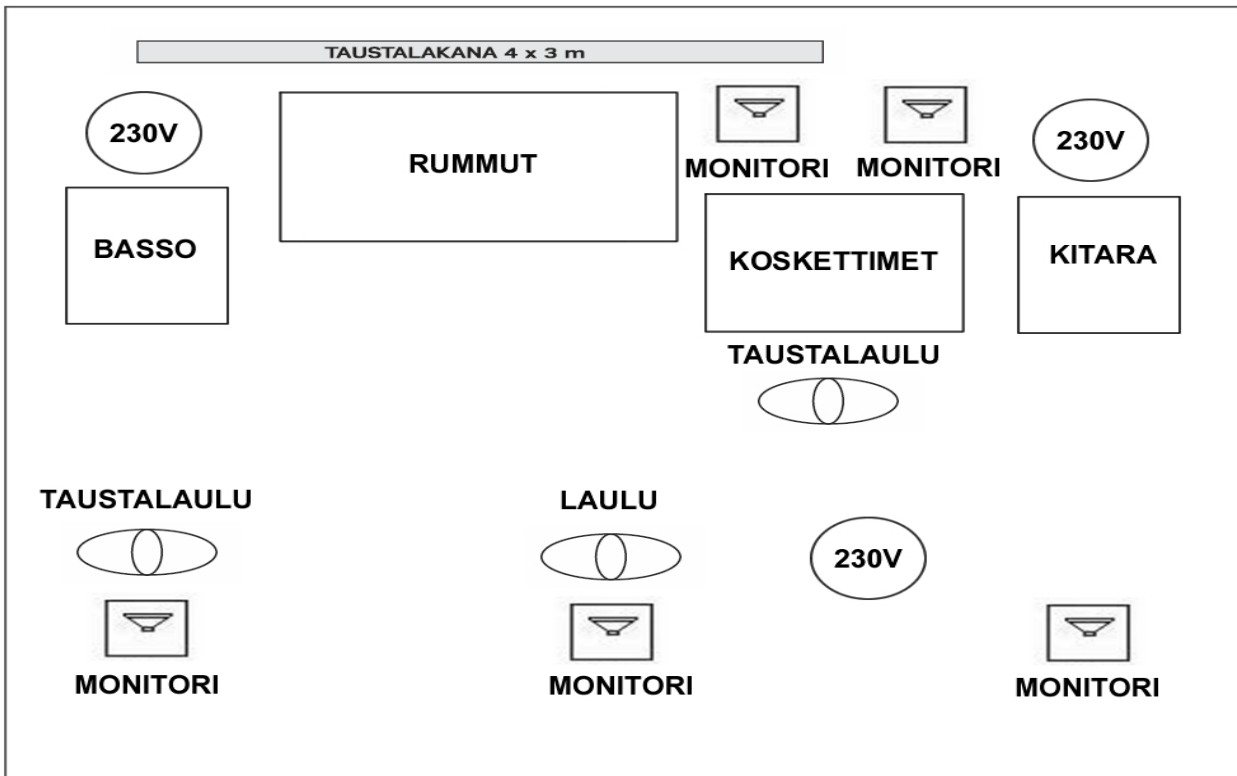 TAUSTALAKANA 4 x 3 m
230V
RUMMUT
230V
MONITORI
MONITORI
BASSO
KOSKETTIMET
KITARA
TAUSTALAULU
TAUSTALAULU
LAULU
230V
MONITORI
MONITORI
MONITORI